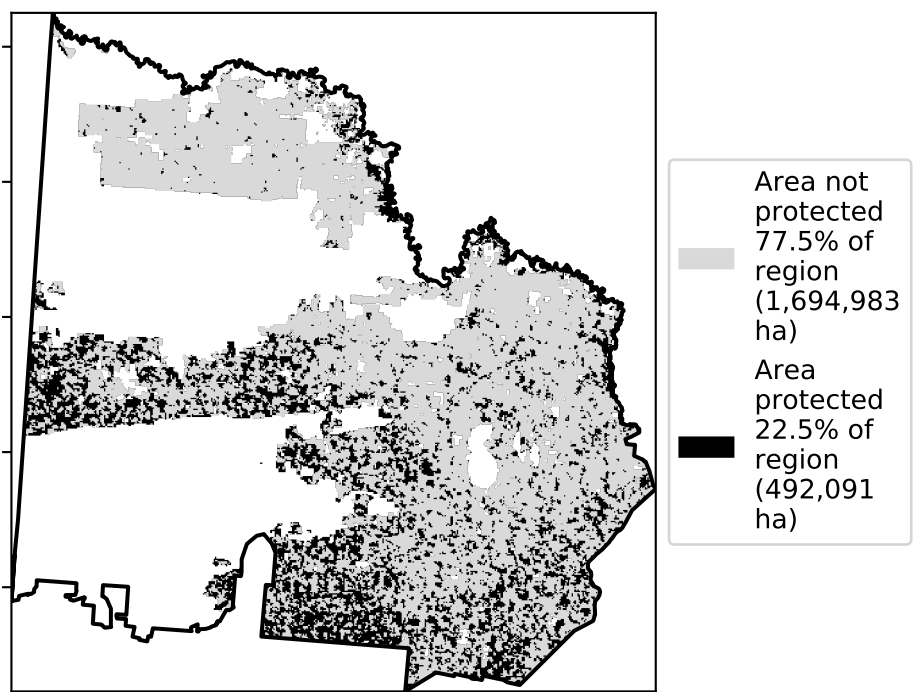 Area not
protected
77.5% of
region
(1,694,983
ha)
Area
protected
22.5% of
region
(492,091
ha)